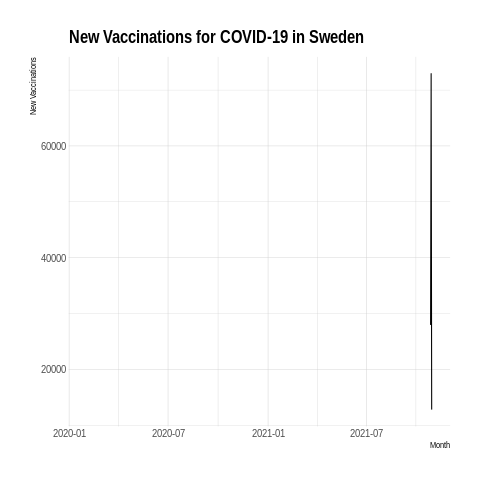 New Vaccinations for COVID-19 in Sweden
New Vaccinations
60000
40000
20000
2020-01 2020-07 2021-01 2021-07
Month